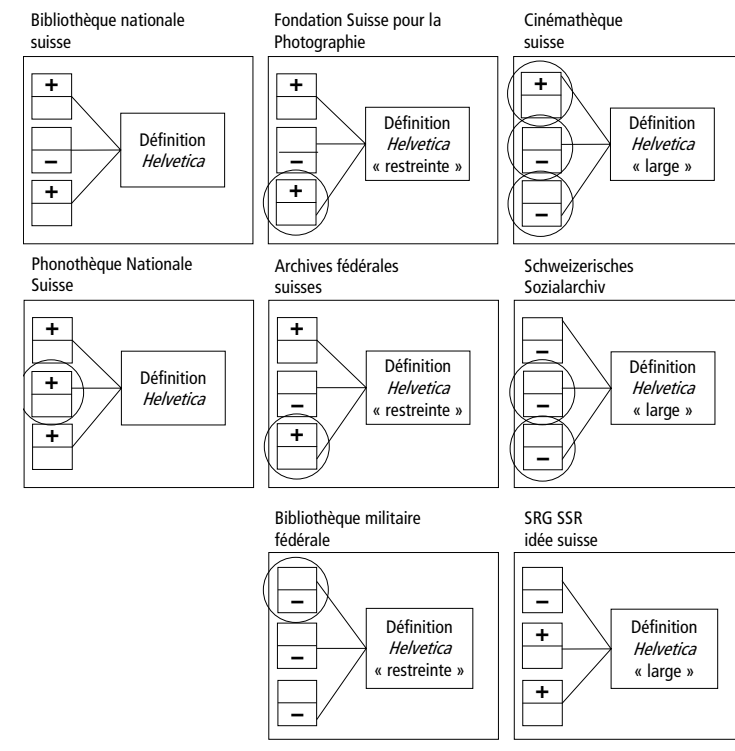 Bibliothèque nationale
suisse
+
–
+
Définition
Helvetica
Fondation Suisse pour la
Photographie
+
–
+
Définition
Helvetica
« restreinte »
Cinémathèque
suisse
+
–
–
Définition
Helvetica
« large »
Phonothèque Nationale
Suisse
+
+
+
Définition
Helvetica
Archives fédérales
suisses
+
–
+
Définition
Helvetica
« restreinte »
Schweizerisches
Sozialarchiv
–
–
–
Définition
Helvetica
« large »
Bibliothèque militaire
fédérale
–
–
–
Définition
Helvetica
« restreinte »
SRG SSR
idée suisse
–
+
+
Définition
Helvetica
« large »